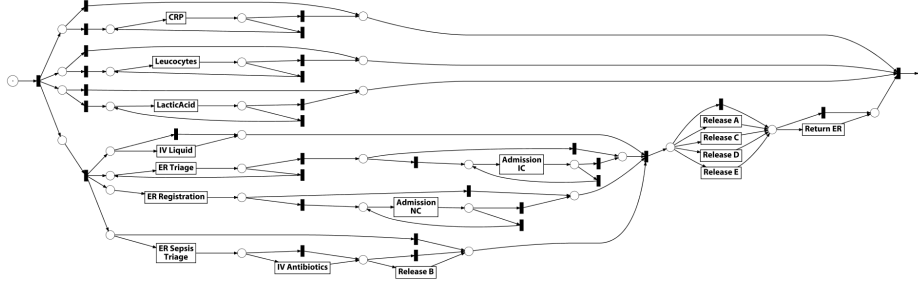 CRP
Leucocytes
LacticAcid
IV Liquid
ER Triage
Admission
IC
ER Registration
Admission
NC
ER Sepsis
Triage
IV Antibiotics
Release B
Release A
Release C
Release D
Release E
Return ER